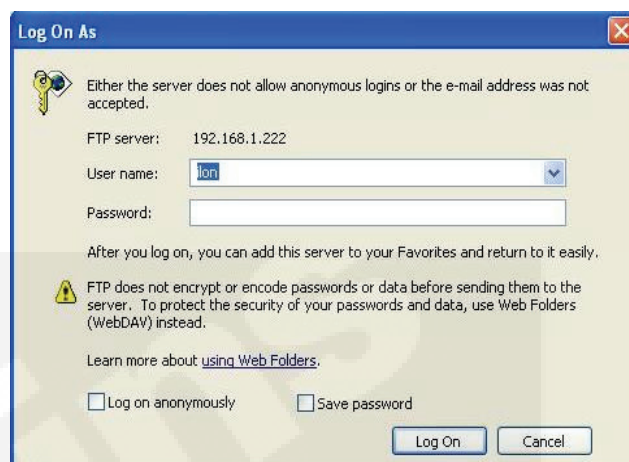 Log On As
Either the server does not allow anonymous logins or the e-mail address was not
accepted.
FTP server: 192.168.1.222
User name: ilon
Password:
After you log on, you can add this server to your Favorites and return to it easily.
FTP does not encrypt or encode passwords or data before sending them to the
server. To protect the security of your passwords and data, use Web Folders
(WebDAV) instead.
Learn more about using Web Folders.
Log on anonymously Save password
Log On Cancel